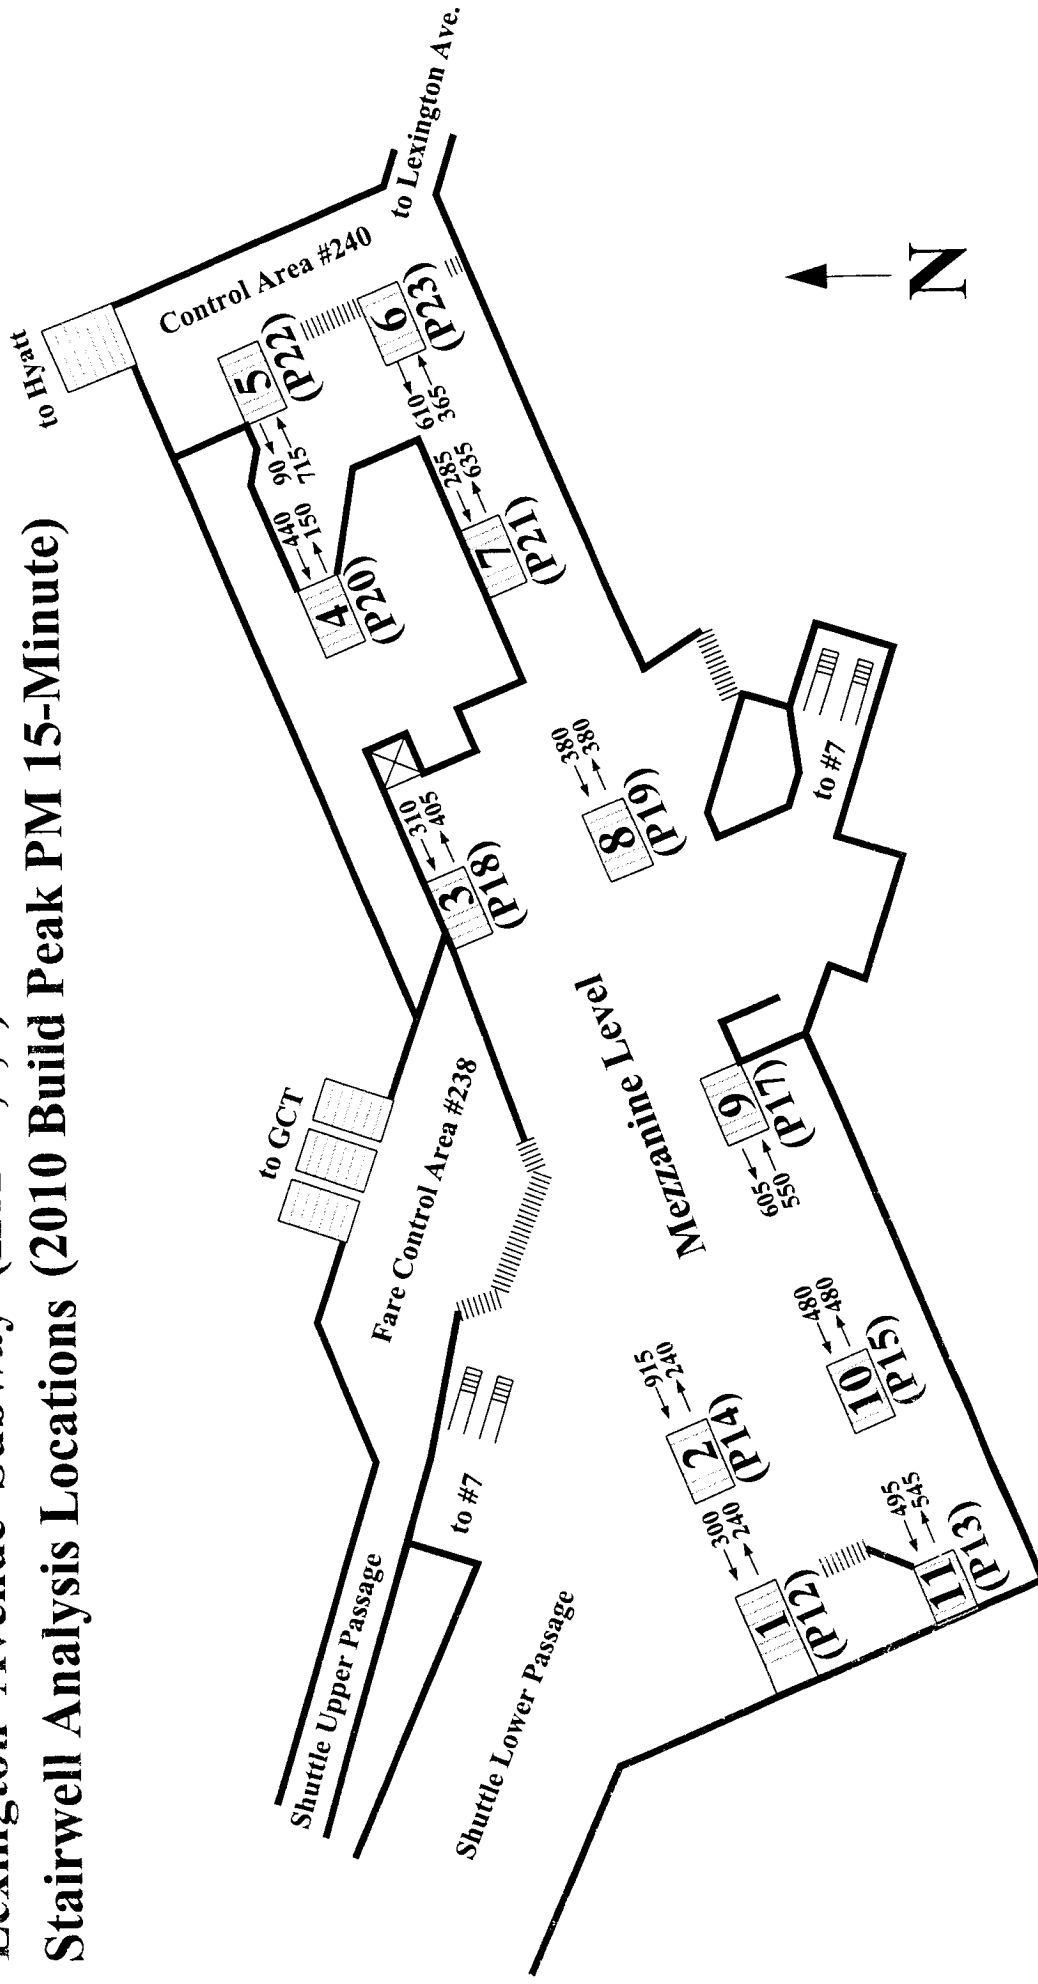 Stairwell Analysis Locations (2010 Build Peak PM 15-Minute)
to Hyatt
Control Area #240
to Lexington Ave.
5
(P22)
90
715
6
(P23)
610
365
4
(P20)
440
150
7
(P21)
285
635
3
(P18)
310
405
8
(P19)
380
380
to #7
to GCT
Fare Control Area #238
Mezzanine Level
9
(P17)
605
550
to #7
2
(P14)
915
240
10
(P15)
480
480
1
(P12)
300
240
11
(P13)
495
545
Shuttle Upper Passage
Shuttle Lower Passage
N